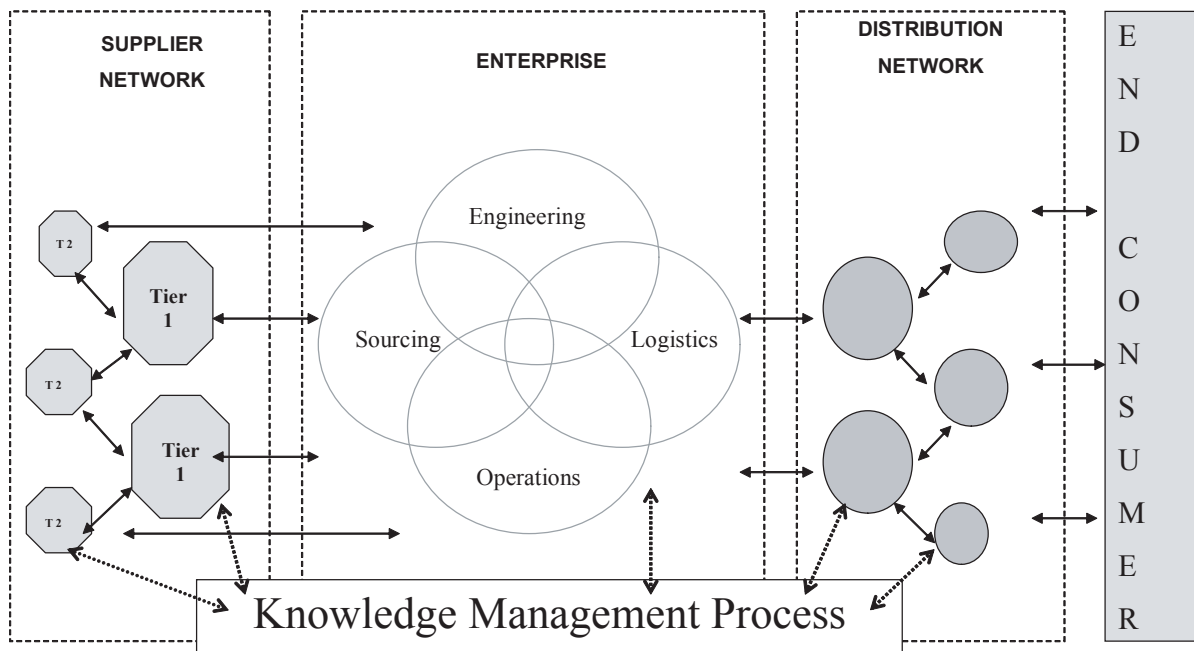 SUPPLIER
NETWORK
ENTERPRISE
DISTRIBUTION
NETWORK
E
N
D
C
O
N
S
U
M
E
R
T 2
Tier
1
T 2
Tier
1
T 2
Engineering
Sourcing
Logistics
Operations
Knowledge Management Process